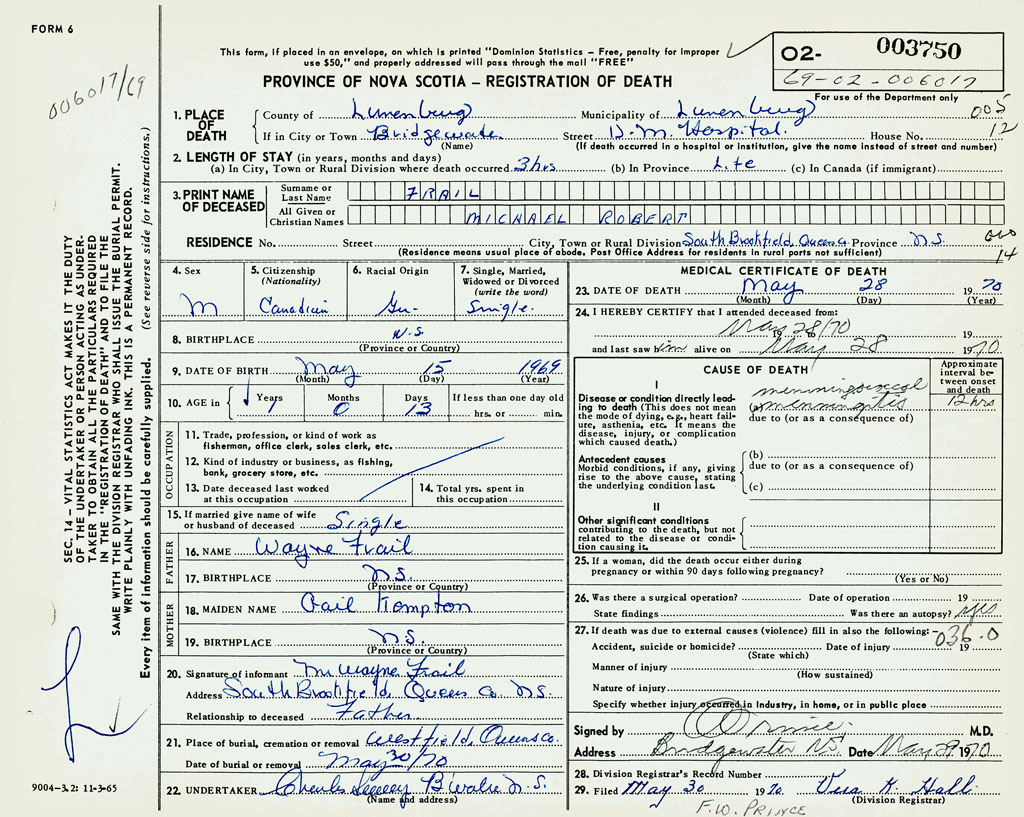 FORM 6
006017/69
This form, if placed in an envelope, on which is printed "Dominion Statistics – Free, penalty for improper
use $50," and properly addressed will pass through the mail "FREE"
PROVINCE OF NOVA SCOTIA – REGISTRATION OF DEATH
02- 003750
69-02-006017
For use of the Department only
1. PLACE OF DEATH
County of Lunenburg Municipality of Lunenburg 005
If in City or Town Bridgewater Street D.M. Hospital. House No. 12
(Name) (If death occurred in a hospital or institution, give the name instead of street and number)
2. LENGTH OF STAY (in years, months and days)
(a) In City, Town or Rural Division where death occurred 3 hrs (b) In Province Life (c) In Canada (if immigrant)
3. PRINT NAME OF DECEASED
Surname or Last Name FRAIL
All Given or Christian Names MICHAEL ROBERT
RESIDENCE No. Street City, Town or Rural Division South Brookfield, Queens Co Province N.S.
(Residence means usual place of abode. Post Office Address for residents in rural parts not sufficient) 14
4. Sex M
5. Citizenship (Nationality) Canadian
6. Racial Origin
7. Single, Married, Widowed or Divorced (write the word) Single.
8. BIRTHPLACE N.S.
(Province or Country)
9. DATE OF BIRTH May 15 1969
(Month) (Day) (Year)
10. AGE in Years 1 Months 0 Days 13 If less than one day old hrs. or min.
OCCUPATION
11. Trade, profession, or kind of work as
fisherman, office clerk, sales clerk, etc.
12. Kind of industry or business, as fishing,
bank, grocery store, etc.
13. Date deceased last worked
at this occupation
14. Total yrs. spent in
this occupation
15. If married give name of wife
or husband of deceased Single
FATHER
16. NAME Wayne Frail
17. BIRTHPLACE N.S.
(Province or Country)
MOTHER
18. MAIDEN NAME Gail Kempton
19. BIRTHPLACE N.S.
(Province or Country)
20. Signature of informant Mr Wayne Frail
Address South Brookfield, Queens Co. N.S.
Relationship to deceased Father
21. Place of burial, cremation or removal Westfield, Queens Co.
Date of burial or removal May 30/70
22. UNDERTAKER Charles B'water N.S.
(Name and address)
MEDICAL CERTIFICATE OF DEATH
23. DATE OF DEATH May 28 1970
(Month) (Day) (Year)
24. I HEREBY CERTIFY that I attended deceased from:
May 28/70 19 19
and last saw him alive on May 28 1970
CAUSE OF DEATH
Approximate interval between onset and death
I
Disease or condition directly leading to death (This does not mean the mode of dying, e.g., heart failure, asthenia, etc. It means the disease, injury, or complication which caused death.)
(a) meningococcal
meningitis 12 hrs
due to (or as a consequence of)
Antecedent causes
Morbid conditions, if any, giving rise to the above cause, stating the underlying condition last.
(b)
due to (or as a consequence of)
(c)
II
Other significant conditions
contributing to the death, but not related to the disease or condition causing it.
25. If a woman, did the death occur either during
pregnancy or within 90 days following pregnancy?
(Yes or No)
26. Was there a surgical operation? Date of operation 19
State findings Was there an autopsy? yes
27. If death was due to external causes (violence) fill in also the following: 036.0
Accident, suicide or homicide? Date of injury 19
(State which)
Manner of injury
(How sustained)
Nature of injury
Specify whether injury occurred in Industry, in home, or in public place
Signed by M.D.
Address Bridgewater NS. Date May 29 1970
28. Division Registrar's Record Number
29. Filed May 30 1970. Vera K. Hall.
(Division Registrar)
F.W. PRINCE
SEC. 14 – VITAL STATISTICS ACT MAKES IT THE DUTY
OF THE UNDERTAKER OR PERSON ACTING AS UNDER-
TAKER TO OBTAIN ALL THE PARTICULARS REQUIRED
IN THE "REGISTRATION OF DEATH" AND TO FILE THE
SAME WITH THE DIVISION REGISTRAR WHO SHALL ISSUE THE BURIAL PERMIT.
WRITE PLAINLY WITH UNFADING INK. THIS IS A PERMANENT RECORD.
Every item of information should be carefully supplied. (See reverse side for instructions.)
9004-3.2: 11-3-65